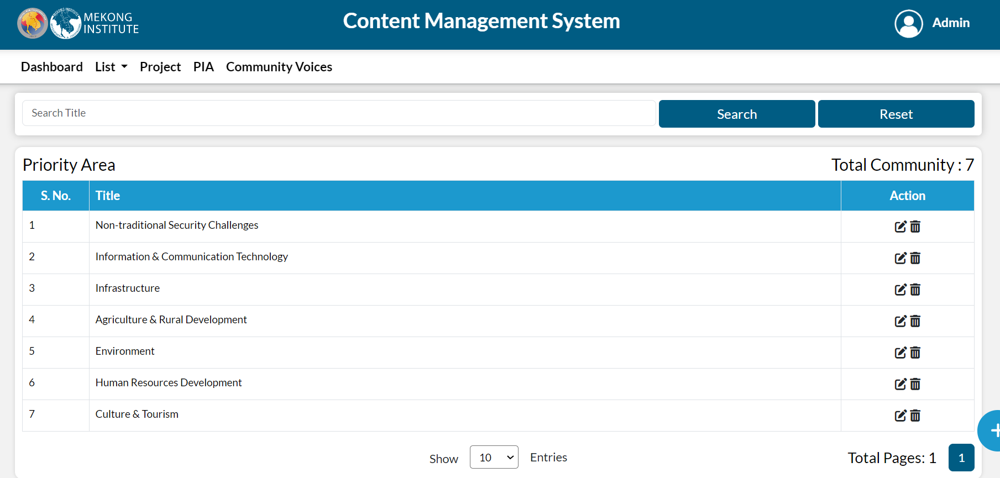 MEKONG
INSTITUTE
Content Management System
Admin
Dashboard List Project PIA Community Voices
Search Title
Search
Reset
Priority Area
Total Community : 7
S. No. Title Action
1 Non-traditional Security Challenges
2 Information & Communication Technology
3 Infrastructure
4 Agriculture & Rural Development
5 Environment
6 Human Resources Development
7 Culture & Tourism
Show 10 Entries
Total Pages: 1 1